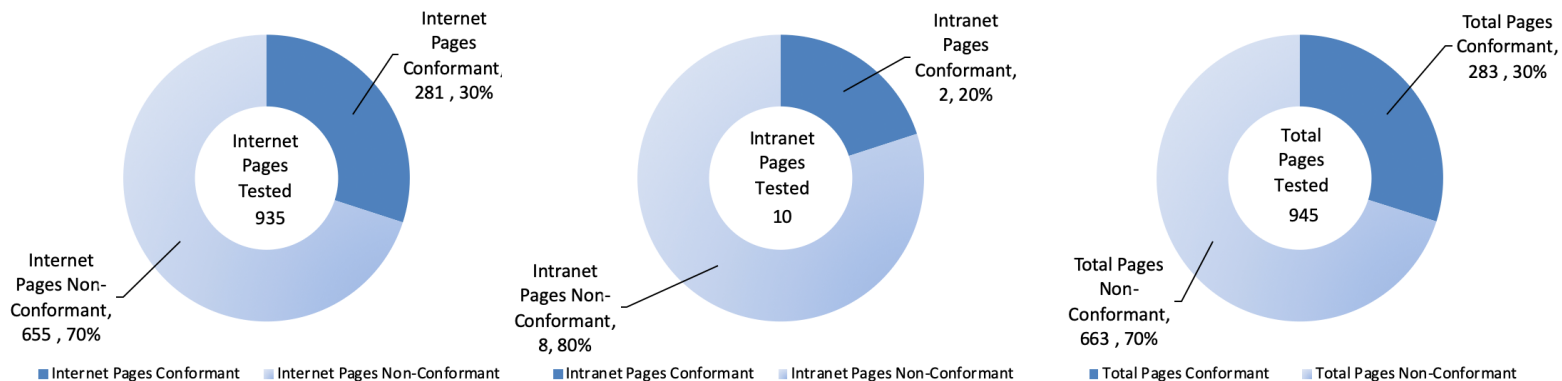 Internet
Pages
Conformant,
281 , 30%
Internet
Pages
Tested
935
Internet
Pages Non-
Conformant,
655 , 70%
Internet Pages Conformant
Internet Pages Non-Conformant
Intranet
Pages
Conformant,
2, 20%
Intranet
Pages
Tested
10
Intranet
Pages Non-
Conformant,
8, 80%
Intranet Pages Conformant
Intranet Pages Non-Conformant
Total Pages
Conformant
283 , 30%
Total
Pages
Tested
945
Total Pages
Non-
Conformant,
663 , 70%
Total Pages Conformant
Total Pages Non-Conformant